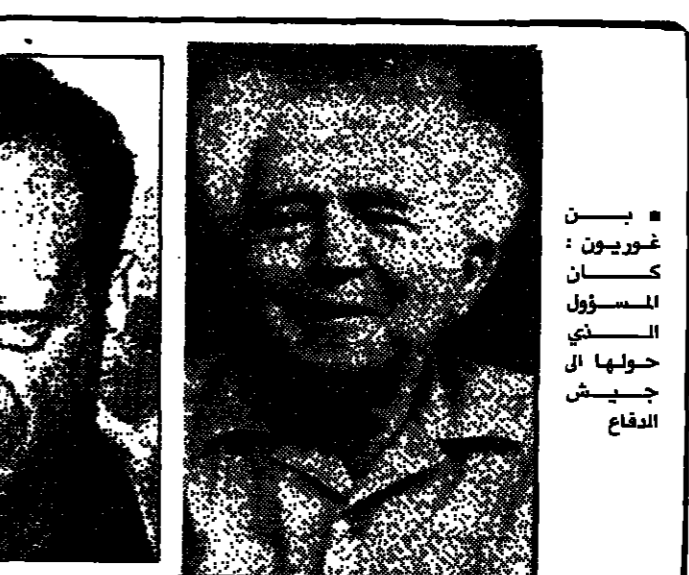 ■ بن
غوريون :
كان
المسؤول
الذي
حولها الى
جيش
الدفاع